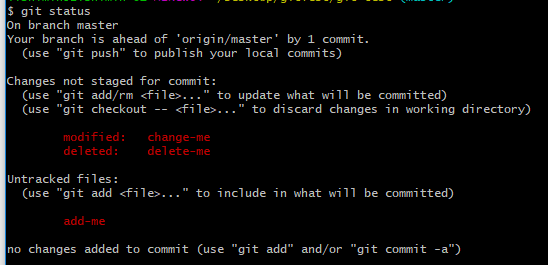 $ git status
On branch master
Your branch is ahead of 'origin/master' by 1 commit.
  (use "git push" to publish your local commits)

Changes not staged for commit:
  (use "git add/rm <file>..." to update what will be committed)
  (use "git checkout -- <file>..." to discard changes in working directory)

        modified:   change-me
        deleted:    delete-me

Untracked files:
  (use "git add <file>..." to include in what will be committed)

        add-me

no changes added to commit (use "git add" and/or "git commit -a")